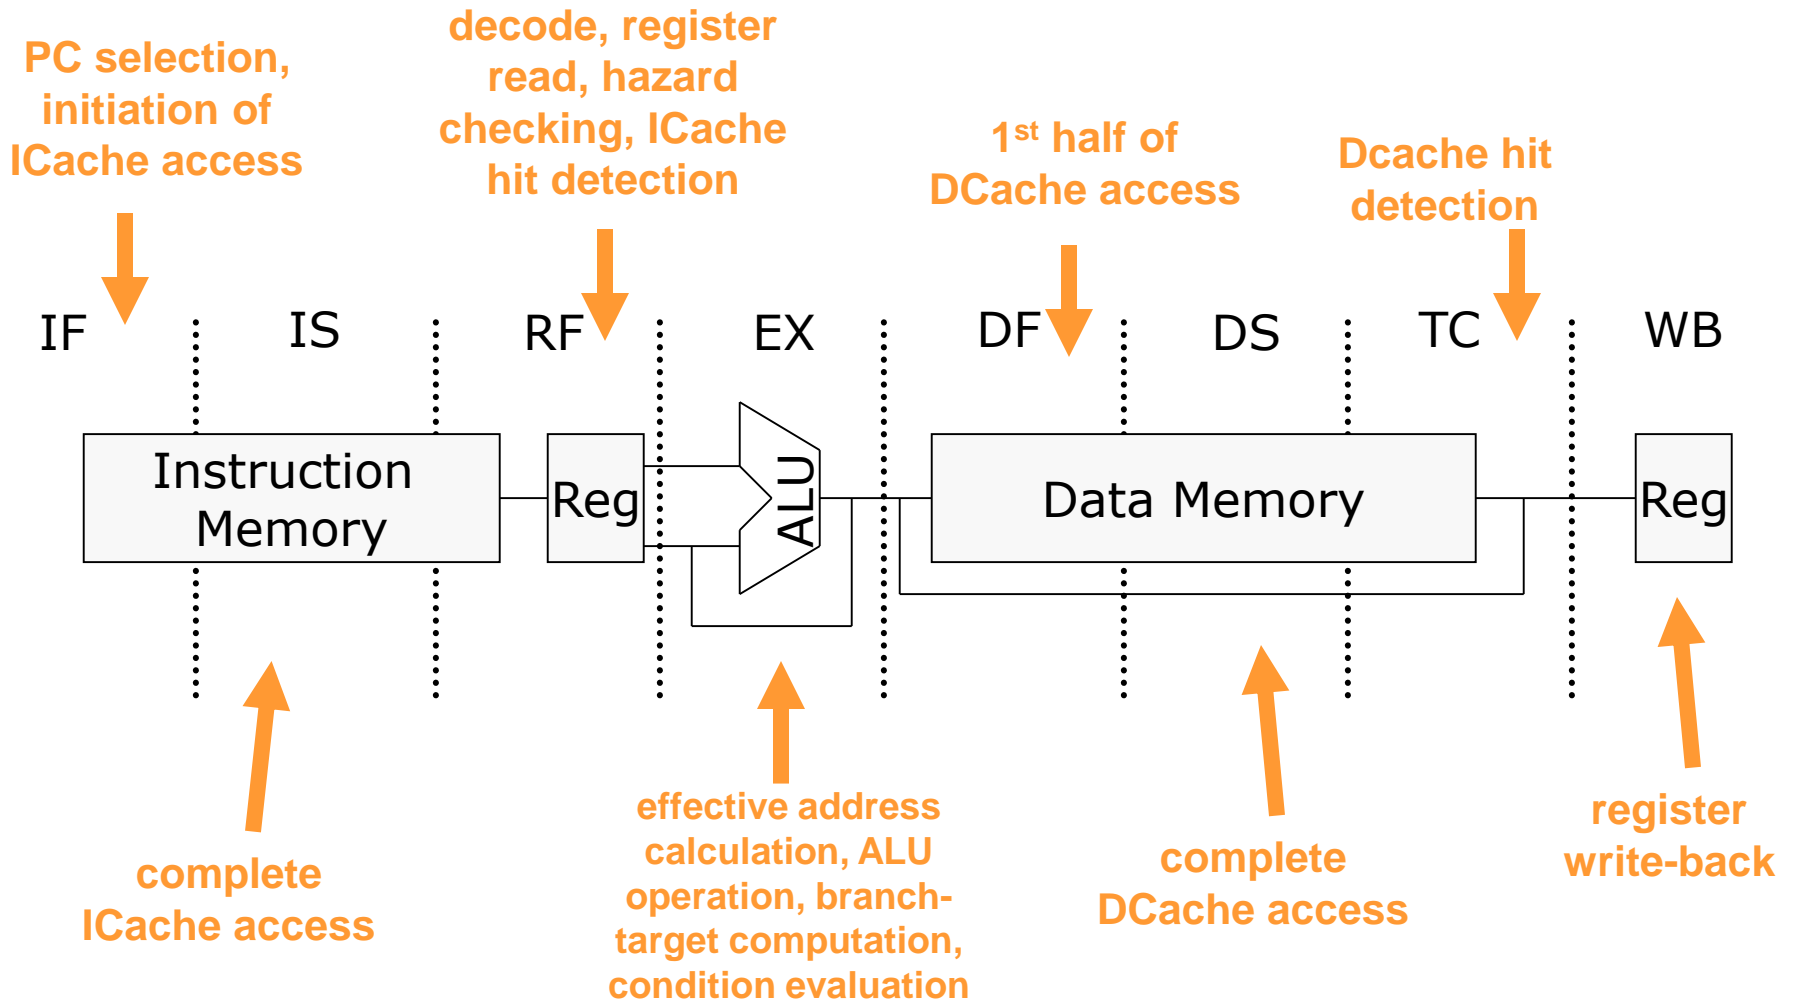 PC selection,
initiation of
ICache access
decode, register
read, hazard
checking, ICache
hit detection
1st half of
DCache access
Dcache hit
detection
IF
IS
RF
EX
DF
DS
TC
WB
Instruction
Memory
Reg
ALU
Data Memory
Reg
complete
ICache access
effective address
calculation, ALU
operation, branch-
target computation,
condition evaluation
complete
DCache access
register
write-back